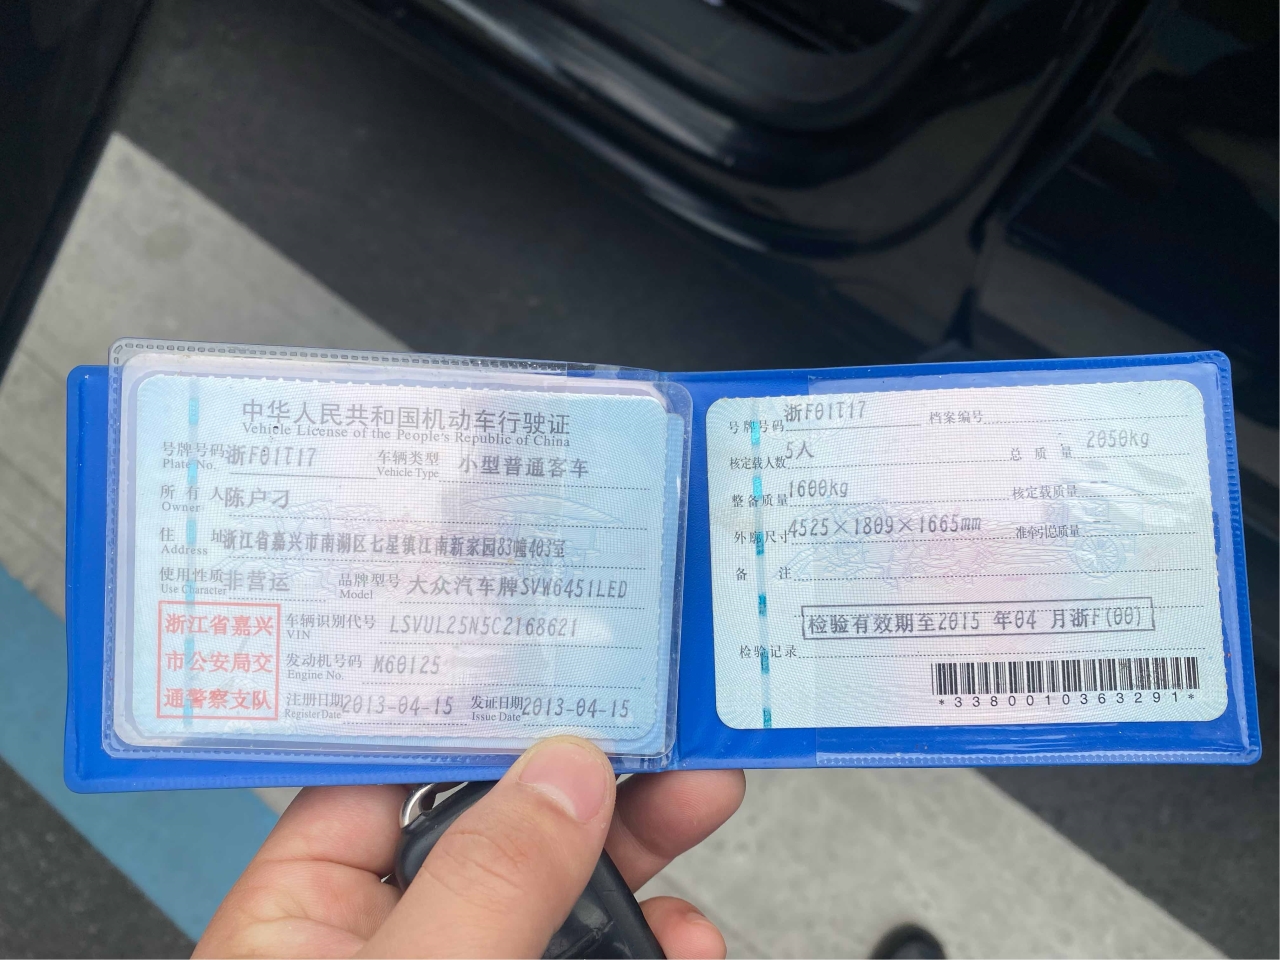 中华人民共和国机动车行驶证
Vehicle License of the People's Republic of China
号牌号码 浙F01T17 车辆类型 小型普通客车
Plate No. Vehicle Type
所有人 陈户刁
Owner
住址 浙江省嘉兴市南湖区七星镇江南新家园83幢403室
Address
使用性质 非营运 品牌型号 大众汽车牌SVW6451LED
Use Character Model
浙江省嘉兴
市公安局交
通警察支队
车辆识别代号 LSVUL25N5C2168621
VIN
发动机号码 M60125
Engine No.
注册日期 2013-04-15 发证日期 2013-04-15
Register Date Issue Date
号牌号码 浙F01T17 档案编号
核定载人数 5人 总质量 2050kg
整备质量 1600kg 核定载质量
外廓尺寸 4525×1809×1665mm 准牵引总质量
备注
检验有效期至2015 年04 月浙F(00)
检验记录
*3380010363291*